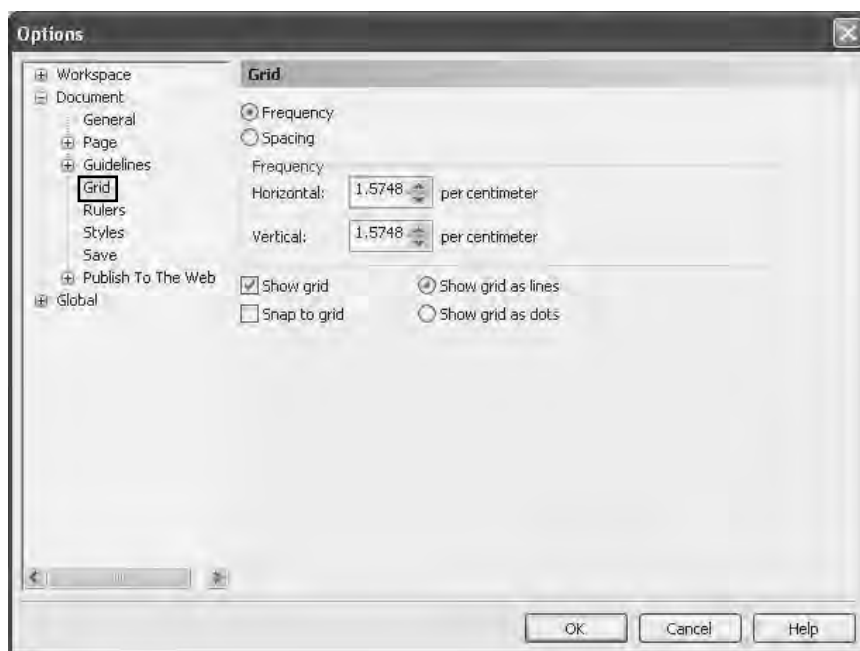 Options
Workspace
Document
General
Page
Guidelines
Grid
Rulers
Styles
Save
Publish To The Web
Global
Grid
Frequency
Spacing
Frequency
Horizontal: 1.5748 per centimeter
Vertical: 1.5748 per centimeter
Show grid Show grid as lines
Snap to grid Show grid as dots
OK Cancel Help